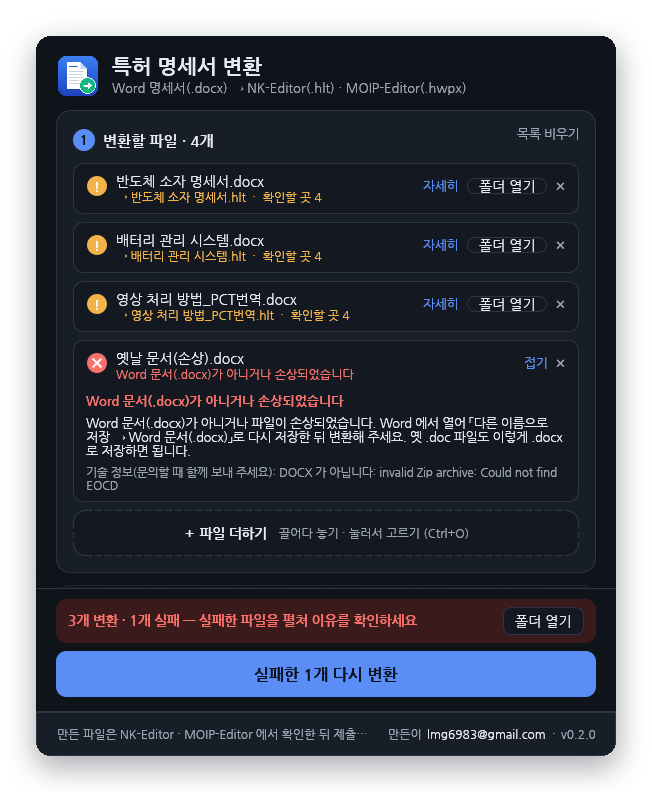 특허 명세서 변환
Word 명세서(.docx) → NK-Editor(.hlt) · MOIP-Editor(.hwpx)
1 변환할 파일 · 4개 목록 비우기
! 반도체 소자 명세서.docx 자세히 폴더 열기 ×
→ 반도체 소자 명세서.hlt · 확인할 곳 4
! 배터리 관리 시스템.docx 자세히 폴더 열기 ×
→ 배터리 관리 시스템.hlt · 확인할 곳 4
! 영상 처리 방법_PCT번역.docx 자세히 폴더 열기 ×
→ 영상 처리 방법_PCT번역.hlt · 확인할 곳 4
옛날 문서(손상).docx 접기 ×
Word 문서(.docx)가 아니거나 손상되었습니다
Word 문서(.docx)가 아니거나 손상되었습니다
Word 문서(.docx)가 아니거나 파일이 손상되었습니다. Word 에서 열어 「다른 이름으로
저장 → Word 문서(.docx)」로 다시 저장한 뒤 변환해 주세요. 옛 .doc 파일도 이렇게 .docx
로 저장하면 됩니다.
기술 정보(문의할 때 함께 보내 주세요): DOCX 가 아닙니다: invalid Zip archive: Could not find
EOCD
+ 파일 더하기 끌어다 놓기 · 눌러서 고르기 (Ctrl+O)
3개 변환 · 1개 실패 — 실패한 파일을 펼쳐 이유를 확인하세요 폴더 열기
실패한 1개 다시 변환
만든 파일은 NK-Editor · MOIP-Editor 에서 확인한 뒤 제출… 만든이 lmg6983@gmail.com · v0.2.0